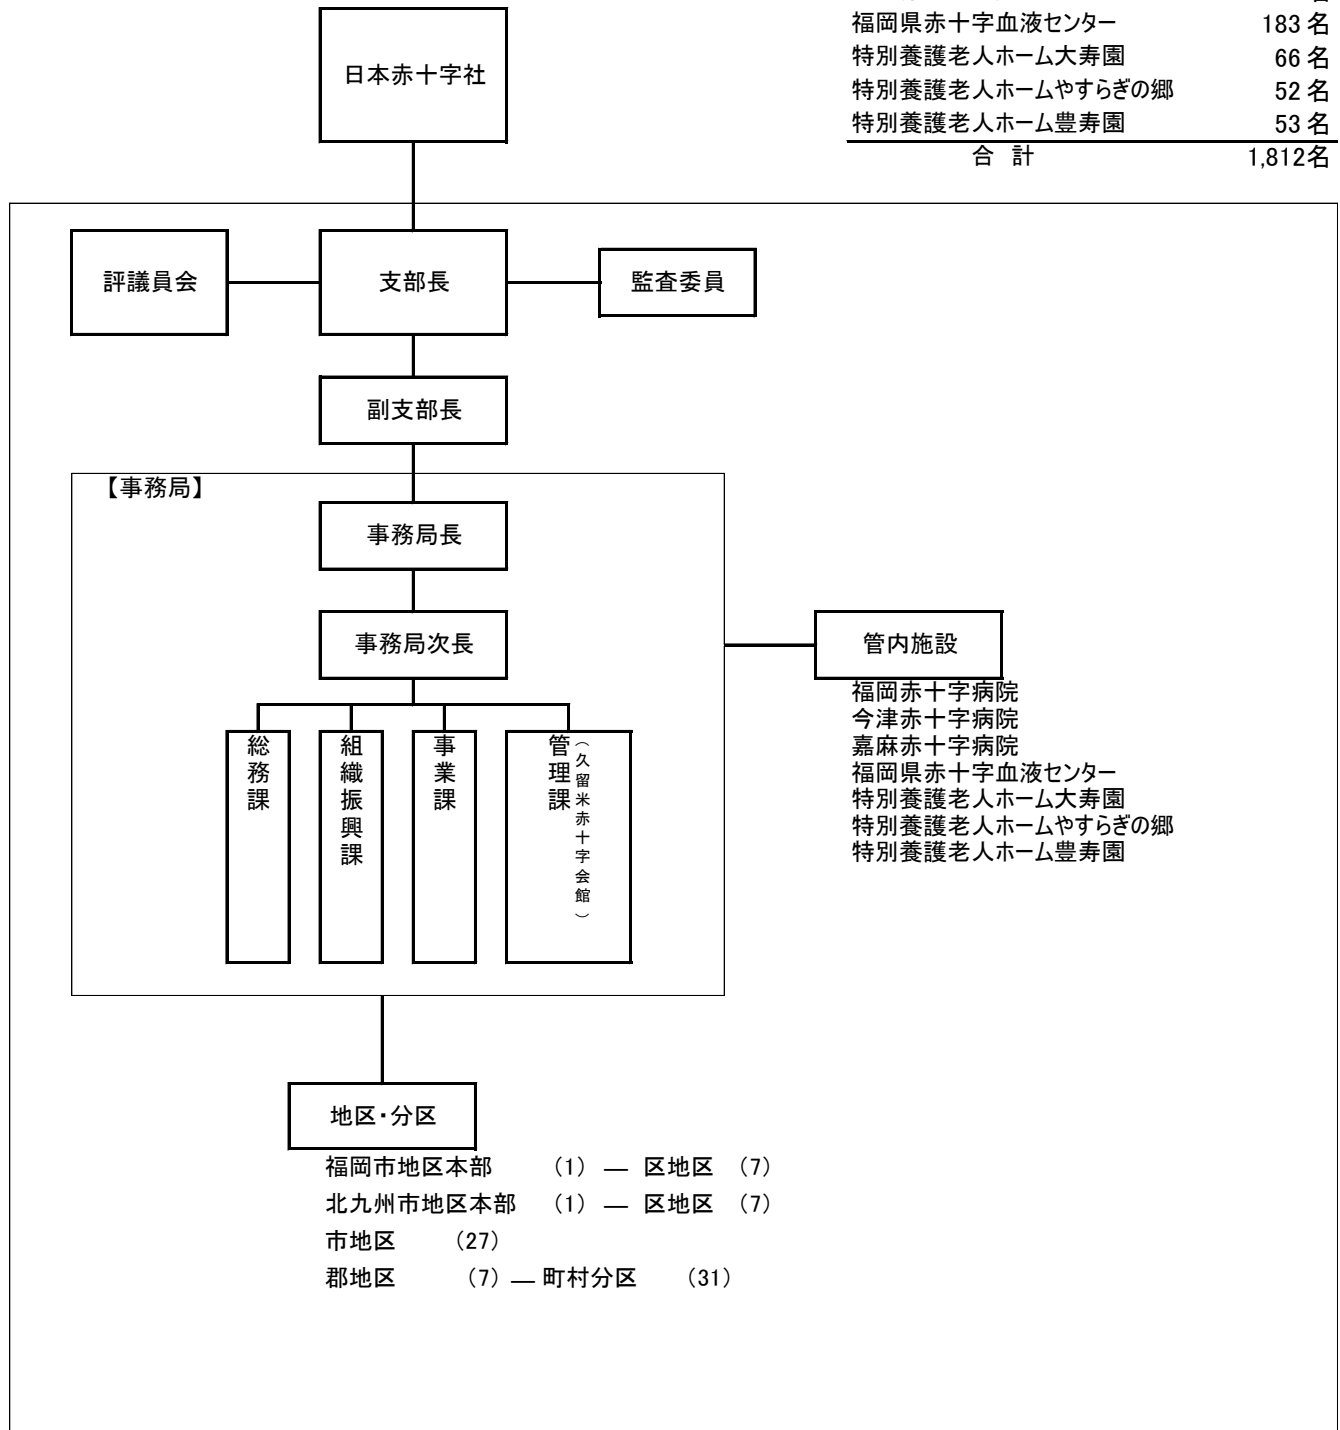 福岡県赤十字血液センター 183 名
特別養護老人ホーム大寿園 66 名
特別養護老人ホームやすらぎの郷 52 名
特別養護老人ホーム豊寿園 53 名
合 計 1,812名
日本赤十字社
評議員会
支部長
監査委員
副支部長
【事務局】
事務局長
事務局次長
総務課
組織振興課
事業課
管理課
（久留米赤十字会館）
管内施設
福岡赤十字病院
今津赤十字病院
嘉麻赤十字病院
福岡県赤十字血液センター
特別養護老人ホーム大寿園
特別養護老人ホームやすらぎの郷
特別養護老人ホーム豊寿園
地区・分区
福岡市地区本部 （1） ― 区地区 （7）
北九州市地区本部 （1） ― 区地区 （7）
市地区 （27）
郡地区 （7） ― 町村分区 （31）